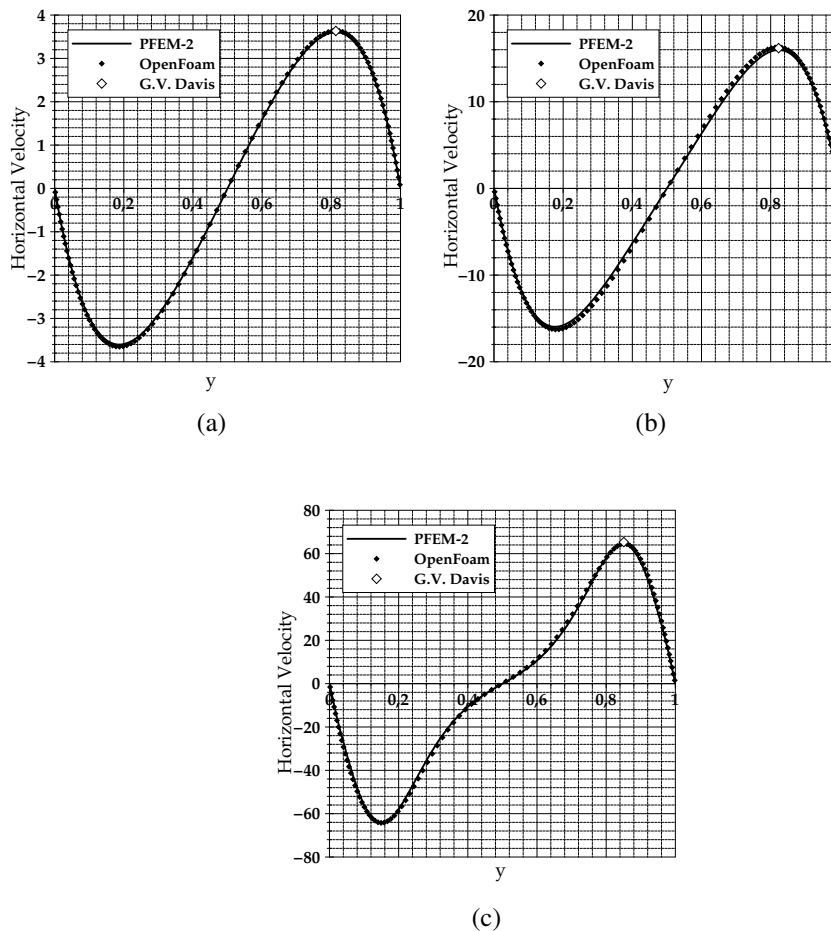 4
3
2
1
0
−1
−2
−3
−4
Horizontal Velocity
PFEM-2
OpenFoam
G.V. Davis
0 0,2 0,4 0,6 0,8 1
y
(a)
20
10
0
−10
−20
Horizontal Velocity
PFEM-2
OpenFoam
G.V. Davis
0,2 0,4 0,6 0,8
y
(b)
80
60
40
20
0
−20
−40
−60
−80
Horizontal Velocity
PFEM-2
OpenFoam
G.V. Davis
0 0,2 0,4 0,6 0,8 1
y
(c)